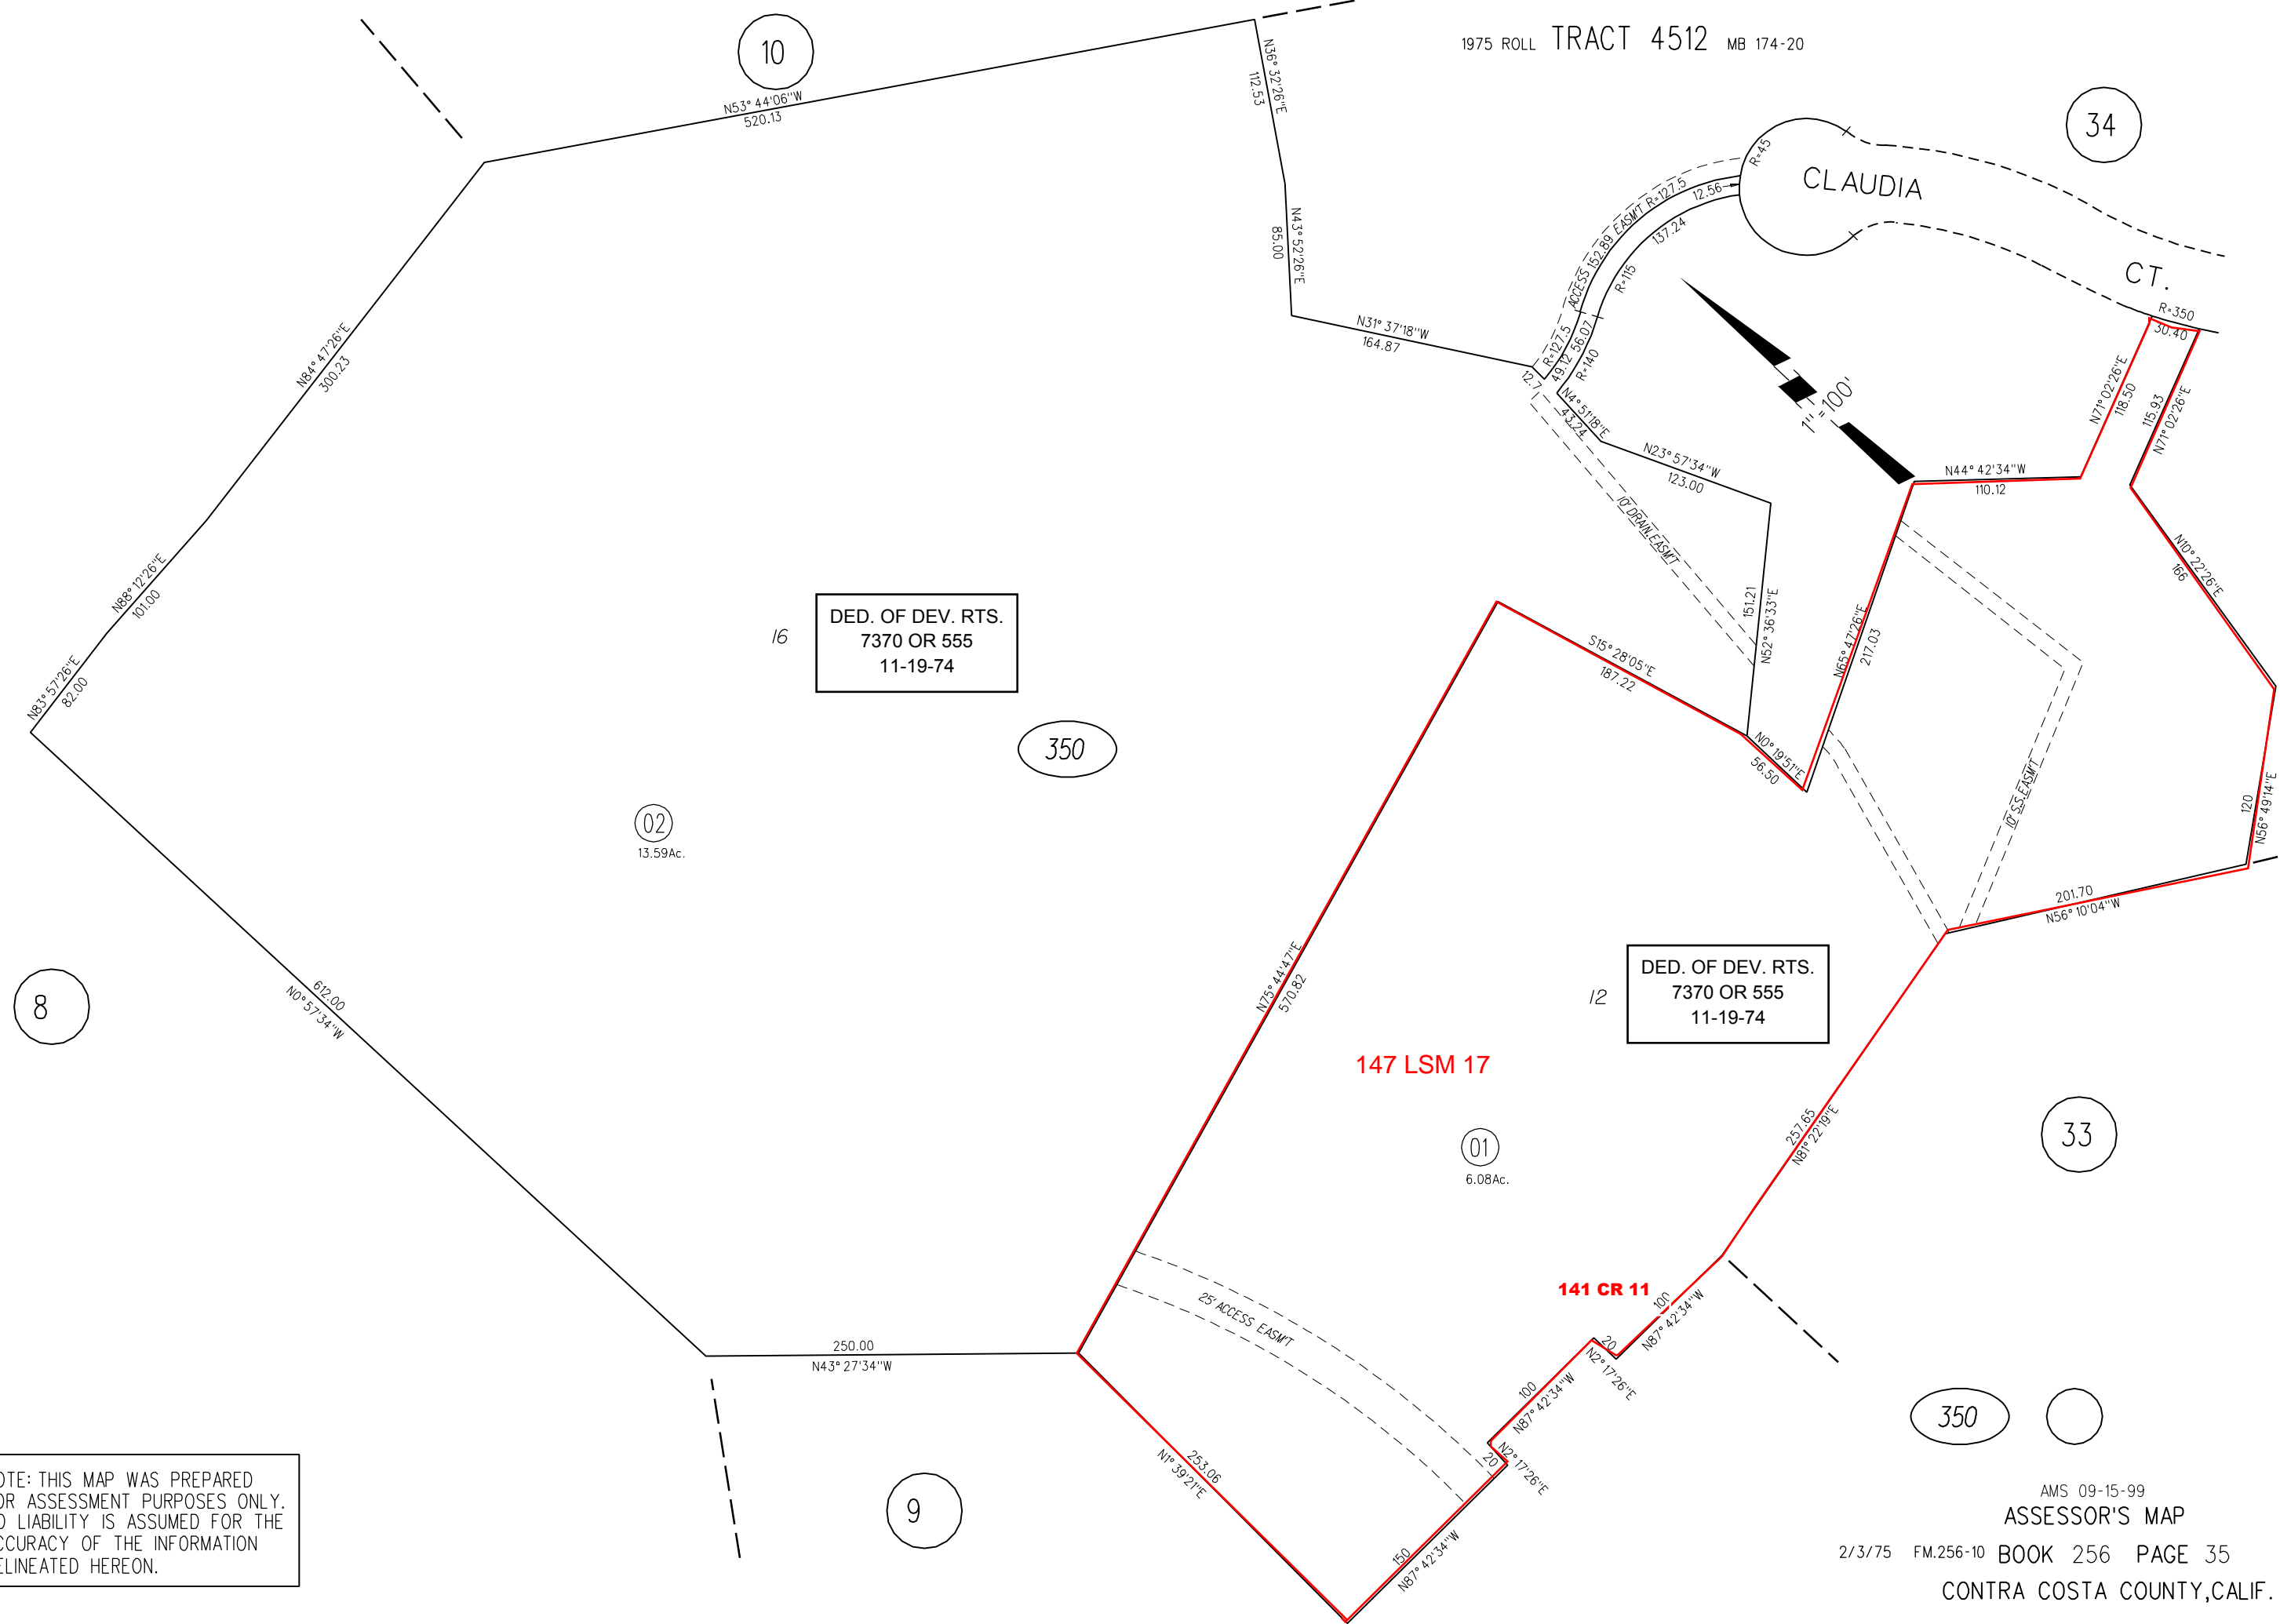 1975 ROLL TRACT 4512 MB 174-20
10
34
N53°44'06"W
520.13
N36°32'26"E
112.53
N43°52'26"E
85.00
N31°37'18"W
164.87
R=45
12.56
ACCESS EASM'T R=127.5
152.89
137.24
R=115
CLAUDIA
CT.
R=350
30.40
R=127.5
49.12
56.07
R=140
12.7
N4°51'18"E
43.24
N23°57'34"W
123.00
1"=100'
N71°02'26"E
118.50
115.93
N71°02'26"E
N44°42'34"W
110.12
N84°47'26"E
300.23
N88°12'26"E
101.00
N83°57'26"E
82.00
10' DRAIN.EASM'T
151.21
N52°36'33"E
N65°47'26"E
217.03
N10°22'26"E
166
16
DED. OF DEV. RTS.
7370 OR 555
11-19-74
350
S15°28'05"E
187.22
N0°19'51"E
56.50
02
13.59Ac.
10' S.S.EASM'T
120
N56°49'14"E
201.70
N56°10'04"W
8
612.00
N0°57'34"W
N75°44'47"E
570.82
12
DED. OF DEV. RTS.
7370 OR 555
11-19-74
147 LSM 17
01
6.08Ac.
257.65
N81°22'19"E
33
141 CR 11
25' ACCESS EASM'T
100
N87°42'34"W
20
N2°17'26"E
100
N87°42'34"W
20
N2°17'26"E
250.00
N43°27'34"W
253.06
N1°39'21"E
150
N87°42'34"W
9
350
OTE: THIS MAP WAS PREPARED
OR ASSESSMENT PURPOSES ONLY.
O LIABILITY IS ASSUMED FOR THE
CCURACY OF THE INFORMATION
ELINEATED HEREON.
AMS 09-15-99
ASSESSOR'S MAP
2/3/75 FM.256-10 BOOK 256 PAGE 35
CONTRA COSTA COUNTY,CALIF.